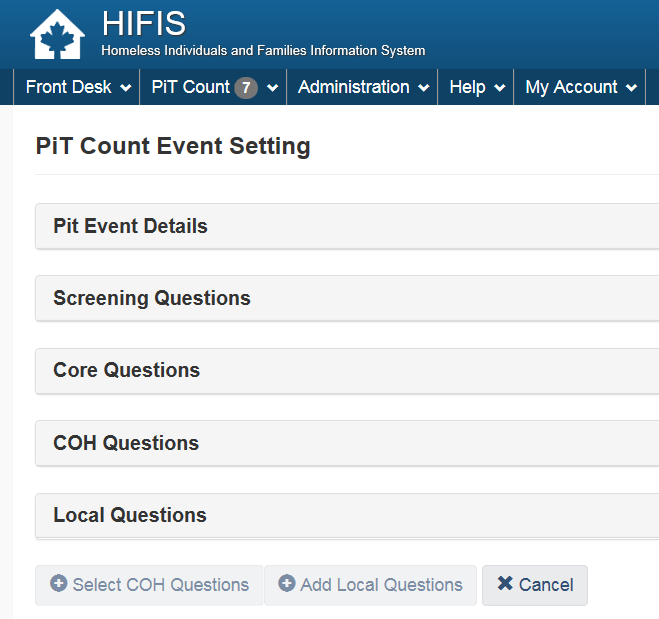 HIFIS
Homeless Individuals and Families Information System
Front Desk PiT Count 7 Administration Help My Account
PiT Count Event Setting
Pit Event Details
Screening Questions
Core Questions
COH Questions
Local Questions
Select COH Questions Add Local Questions Cancel